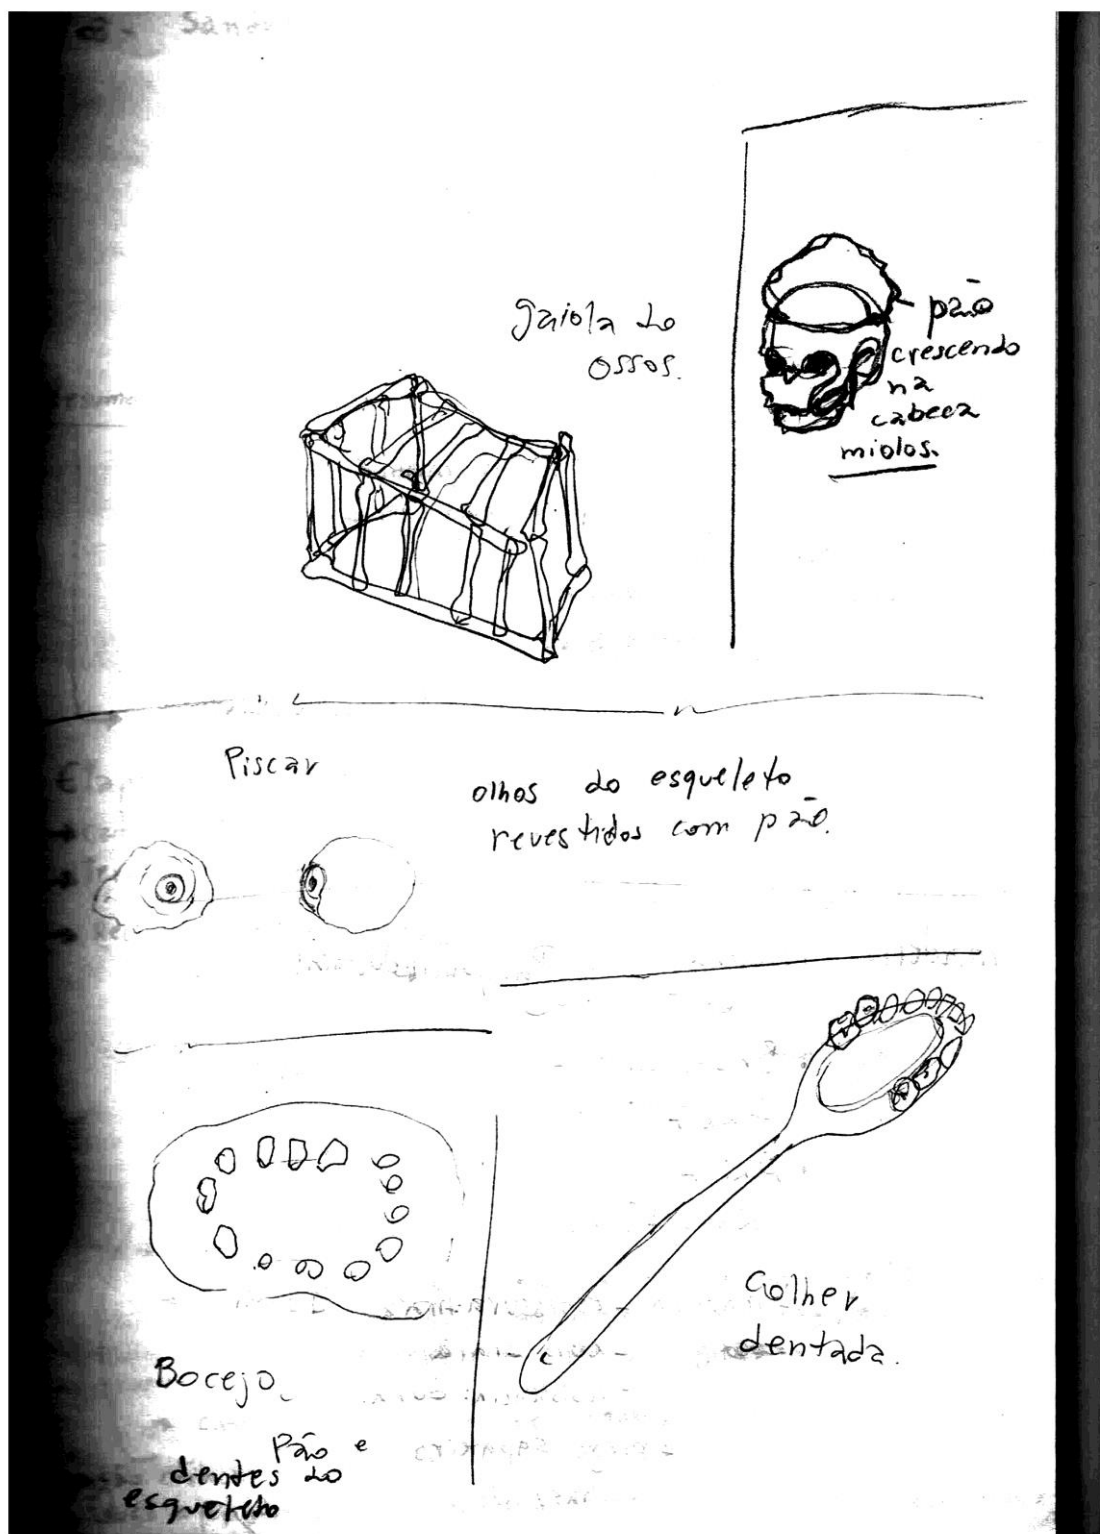 gaiola do
ossos.
pão
crescendo
na
cabeca
miolos.
Piscar
olhos do esqueleto
revestidos com pão.
Colher
dentada.
Bocejo
Pão e
dentes do
esqueleto